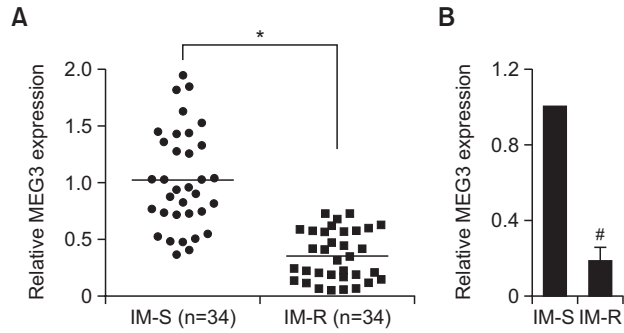 A
B
*
Relative MEG3 expression
2.0
1.5
1.0
0.5
0
IM-S (n=34)
IM-R (n=34)
Relative MEG3 expression
1.2
0.8
0.4
0
#
IM-S
IM-R